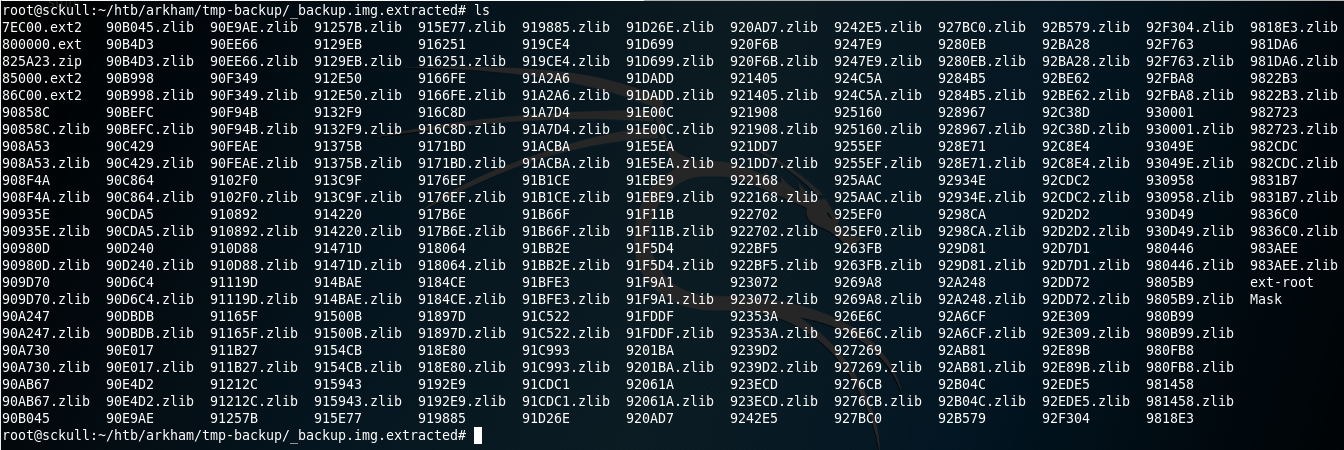 root@sckull:~/htb/arkham/tmp-backup/_backup.img.extracted# ls
7EC00.ext2 90B045.zlib 90E9AE.zlib 91257B.zlib 915E77.zlib 919885.zlib 91D26E.zlib 920AD7.zlib 9242E5.zlib 927BC0.zlib 92B579.zlib 92F304.zlib 9818E3.zlib
800000.ext 90B4D3 90EE66 9129EB 916251 919CE4 91D699 920F6B 9247E9 9280EB 92BA28 92F763 981DA6
825A23.zip 90B4D3.zlib 90EE66.zlib 9129EB.zlib 916251.zlib 919CE4.zlib 91D699.zlib 920F6B.zlib 9247E9.zlib 9280EB.zlib 92BA28.zlib 92F763.zlib 981DA6.zlib
85000.ext2 90B998 90F349 912E50 9166FE 91A2A6 91DADD 921405 924C5A 9284B5 92BE62 92FBA8 9822B3
86C00.ext2 90B998.zlib 90F349.zlib 912E50.zlib 9166FE.zlib 91A2A6.zlib 91DADD.zlib 921405.zlib 924C5A.zlib 9284B5.zlib 92BE62.zlib 92FBA8.zlib 9822B3.zlib
90858C 90BEFC 90F94B 9132F9 916C8D 91A7D4 91E00C 921908 925160 928967 92C38D 930001 982723
90858C.zlib 90BEFC.zlib 90F94B.zlib 9132F9.zlib 916C8D.zlib 91A7D4.zlib 91E00C.zlib 921908.zlib 925160.zlib 928967.zlib 92C38D.zlib 930001.zlib 982723.zlib
908A53 90C429 90FEAE 91375B 9171BD 91ACBA 91E5EA 921DD7 9255EF 928E71 92C8E4 93049E 982CDC
908A53.zlib 90C429.zlib 90FEAE.zlib 91375B.zlib 9171BD.zlib 91ACBA.zlib 91E5EA.zlib 921DD7.zlib 9255EF.zlib 928E71.zlib 92C8E4.zlib 93049E.zlib 982CDC.zlib
908F4A 90C864 9102F0 913C9F 9176EF 91B1CE 91EBE9 922168 925AAC 92934E 92CDC2 930958 9831B7
908F4A.zlib 90C864.zlib 9102F0.zlib 913C9F.zlib 9176EF.zlib 91B1CE.zlib 91EBE9.zlib 922168.zlib 925AAC.zlib 92934E.zlib 92CDC2.zlib 930958.zlib 9831B7.zlib
90935E 90CDA5 910892 914220 917B6E 91B66F 91F11B 922702 925EF0 9298CA 92D2D2 930D49 9836C0
90935E.zlib 90CDA5.zlib 910892.zlib 914220.zlib 917B6E.zlib 91B66F.zlib 91F11B.zlib 922702.zlib 925EF0.zlib 9298CA.zlib 92D2D2.zlib 930D49.zlib 9836C0.zlib
90980D 90D240 910D88 91471D 918064 91BB2E 91F5D4 922BF5 9263FB 929D81 92D7D1 980446 983AEE
90980D.zlib 90D240.zlib 910D88.zlib 91471D.zlib 918064.zlib 91BB2E.zlib 91F5D4.zlib 922BF5.zlib 9263FB.zlib 929D81.zlib 92D7D1.zlib 980446.zlib 983AEE.zlib
909D70 90D6C4 91119D 914BAE 9184CE 91BFE3 91F9A1 923072 9269A8 92A248 92DD72 9805B9 ext-root
909D70.zlib 90D6C4.zlib 91119D.zlib 914BAE.zlib 9184CE.zlib 91BFE3.zlib 91F9A1.zlib 923072.zlib 9269A8.zlib 92A248.zlib 92DD72.zlib 9805B9.zlib Mask
90A247 90DBDB 91165F 91500B 91897D 91C522 91FDDF 92353A 926E6C 92A6CF 92E309 980B99
90A247.zlib 90DBDB.zlib 91165F.zlib 91500B.zlib 91897D.zlib 91C522.zlib 91FDDF.zlib 92353A.zlib 926E6C.zlib 92A6CF.zlib 92E309.zlib 980B99.zlib
90A730 90E017 911B27 9154CB 918E80 91C993 9201BA 9239D2 927269 92AB81 92E89B 980FB8
90A730.zlib 90E017.zlib 911B27.zlib 9154CB.zlib 918E80.zlib 91C993.zlib 9201BA.zlib 9239D2.zlib 927269.zlib 92AB81.zlib 92E89B.zlib 980FB8.zlib
90AB67 90E4D2 91212C 915943 9192E9 91CDC1 92061A 923ECD 9276CB 92B04C 92EDE5 981458
90AB67.zlib 90E4D2.zlib 91212C.zlib 915943.zlib 9192E9.zlib 91CDC1.zlib 92061A.zlib 923ECD.zlib 9276CB.zlib 92B04C.zlib 92EDE5.zlib 981458.zlib
90B045 90E9AE 91257B 915E77 919885 91D26E 920AD7 9242E5 927BC0 92B579 92F304 9818E3
root@sckull:~/htb/arkham/tmp-backup/_backup.img.extracted#